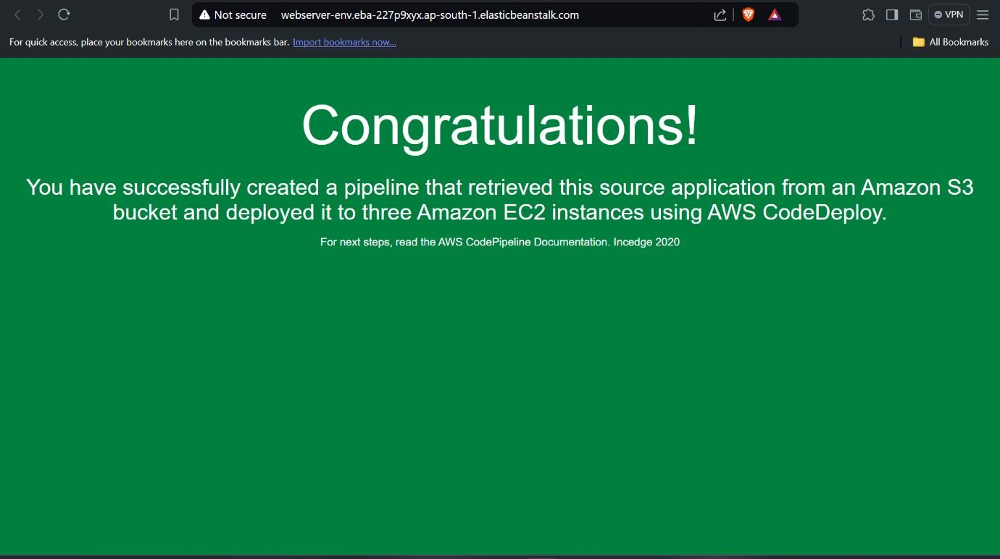 Not secure
webserver-env.eba-227p9xyx.ap-south-1.elasticbeanstalk.com
VPN
For quick access, place your bookmarks here on the bookmarks bar. Import bookmarks now...
All Bookmarks
Congratulations!
You have successfully created a pipeline that retrieved this source application from an Amazon S3
bucket and deployed it to three Amazon EC2 instances using AWS CodeDeploy.
For next steps, read the AWS CodePipeline Documentation. Incedge 2020